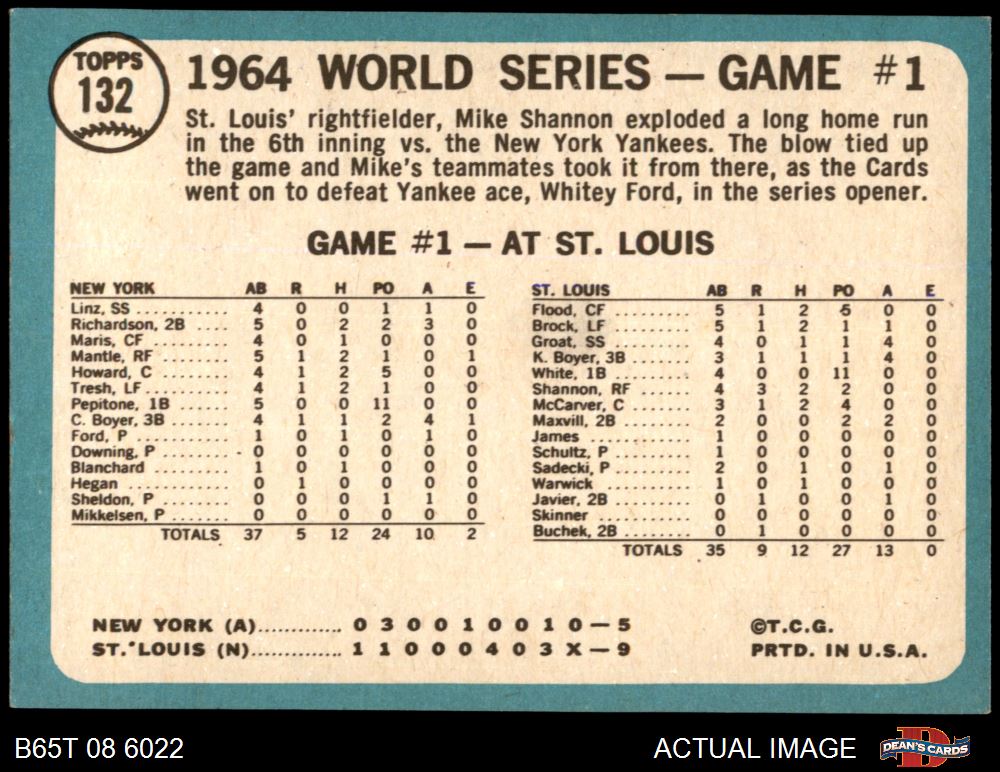 TOPPS
132
1964 WORLD SERIES — GAME #1
St. Louis' rightfielder, Mike Shannon exploded a long home run
in the 6th inning vs. the New York Yankees. The blow tied up
the game and Mike's teammates took it from there, as the Cards
went on to defeat Yankee ace, Whitey Ford, in the series opener.
GAME #1 — AT ST. LOUIS
NEW YORK AB R H PO A E
Linz, SS ........... 4 0 0 1 1 0
Richardson, 2B .... 5 0 2 2 3 0
Maris, CF ......... 4 0 1 0 0 0
Mantle, RF ......... 5 1 2 1 0 1
Howard, C ........ 4 1 2 5 0 0
Tresh, LF .......... 4 1 2 1 0 0
Pepitone, 1B ...... 5 0 0 11 0 0
C. Boyer, 3B ....... 4 1 1 2 4 1
Ford, P ........... 1 0 1 0 1 0
Downing, P ....... 0 0 0 0 0 0
Blanchard ........ 1 0 1 0 0 0
Hegan ............ 0 1 0 0 0 0
Sheldon, P ........ 0 0 0 1 1 0
Mikkelsen, P ...... 0 0 0 0 0 0
TOTALS 37 5 12 24 10 2
ST. LOUIS AB R H PO A E
Flood, CF ......... 5 1 2 5 0 0
Brock, LF ......... 5 1 2 1 1 0
Groat, SS ......... 4 0 1 1 4 0
K. Boyer, 3B ....... 3 1 1 1 4 0
White, 1B ......... 4 0 0 11 0 0
Shannon, RF ...... 4 3 2 2 0 0
McCarver, C ....... 3 1 2 4 0 0
Maxvill, 2B ........ 2 0 0 2 2 0
James ............ 1 0 0 0 0 0
Schultz, P ......... 1 0 0 0 0 0
Sadecki, P ........ 2 0 1 0 1 0
Warwick .......... 1 0 1 0 0 0
Javier, 2B ......... 0 1 0 0 1 0
Skinner .......... 0 0 0 0 0 0
Buchek, 2B ........ 0 1 0 0 0 0
TOTALS 35 9 12 27 13 0
NEW YORK (A)............. 0 3 0 0 1 0 0 1 0 — 5
ST. LOUIS (N).............. 1 1 0 0 0 4 0 3 X — 9
©T.C.G.
PRTD. IN U.S.A.
B65T 08 6022
ACTUAL IMAGE
D
DEAN'S CARDS